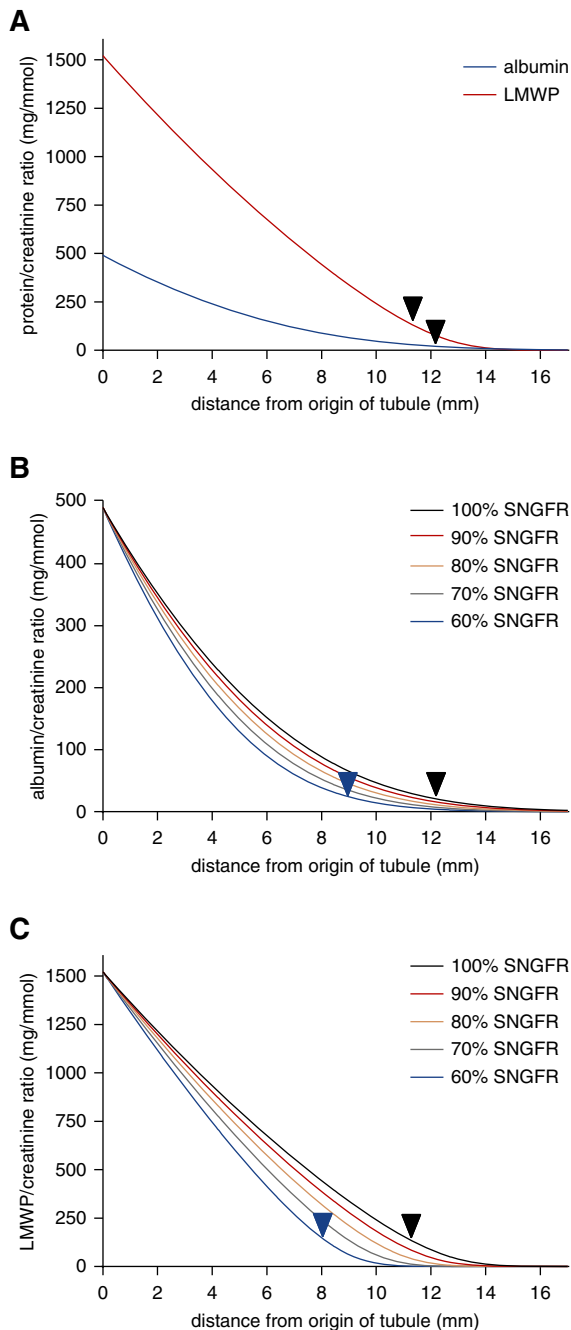 A
protein/creatinine ratio (mg/mmol)
1500
1250
1000
750
500
250
0
albumin
LMWP
0 2 4 6 8 10 12 14 16
distance from origin of tubule (mm)
B
albumin/creatinine ratio (mg/mmol)
500
400
300
200
100
0
100% SNGFR
90% SNGFR
80% SNGFR
70% SNGFR
60% SNGFR
0 2 4 6 8 10 12 14 16
distance from origin of tubule (mm)
C
LMWP/creatinine ratio (mg/mmol)
1500
1250
1000
750
500
250
0
100% SNGFR
90% SNGFR
80% SNGFR
70% SNGFR
60% SNGFR
0 2 4 6 8 10 12 14 16
distance from origin of tubule (mm)